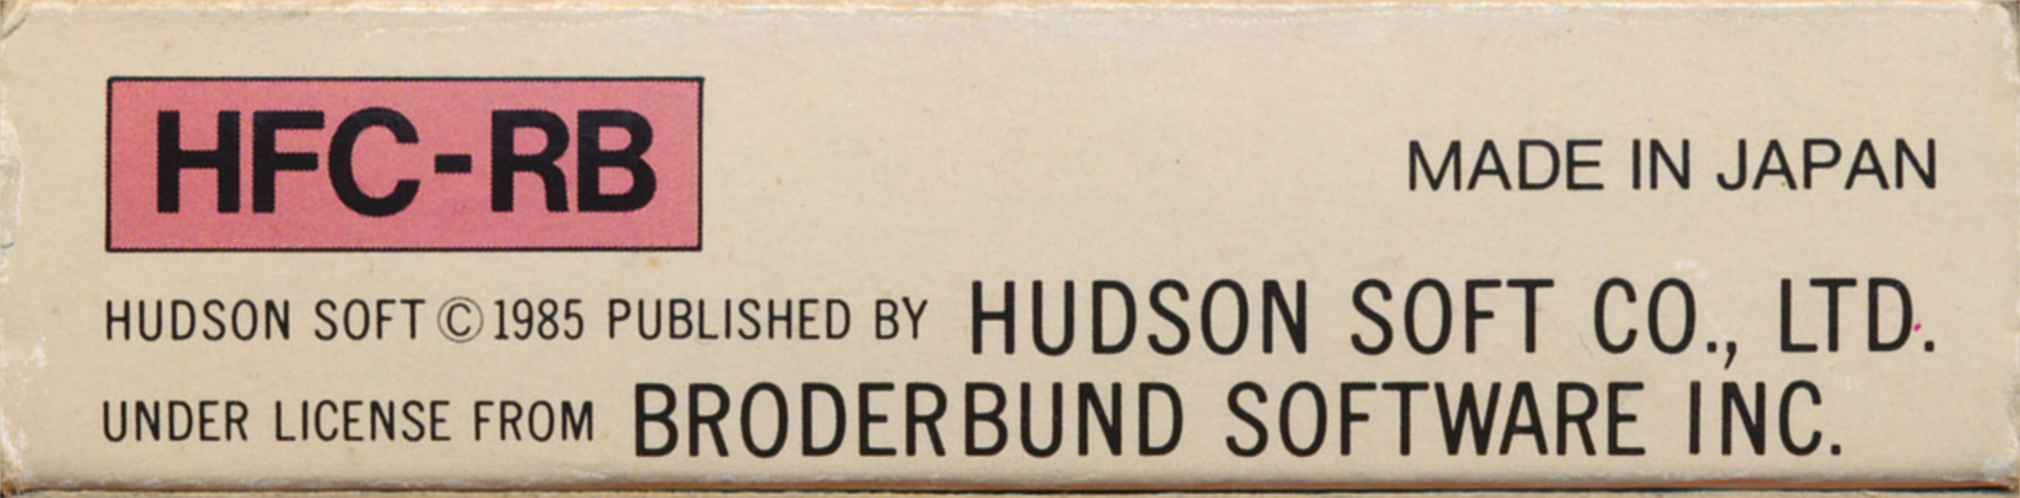 HFC-RB
MADE IN JAPAN
HUDSON SOFT ©1985 PUBLISHED BY HUDSON SOFT CO., LTD.
UNDER LICENSE FROM BRODERBUND SOFTWARE INC.